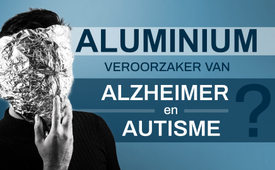 ALUMINIUM
VEROORZAKER VAN
ALZHEIMER
en
AUTISME
?